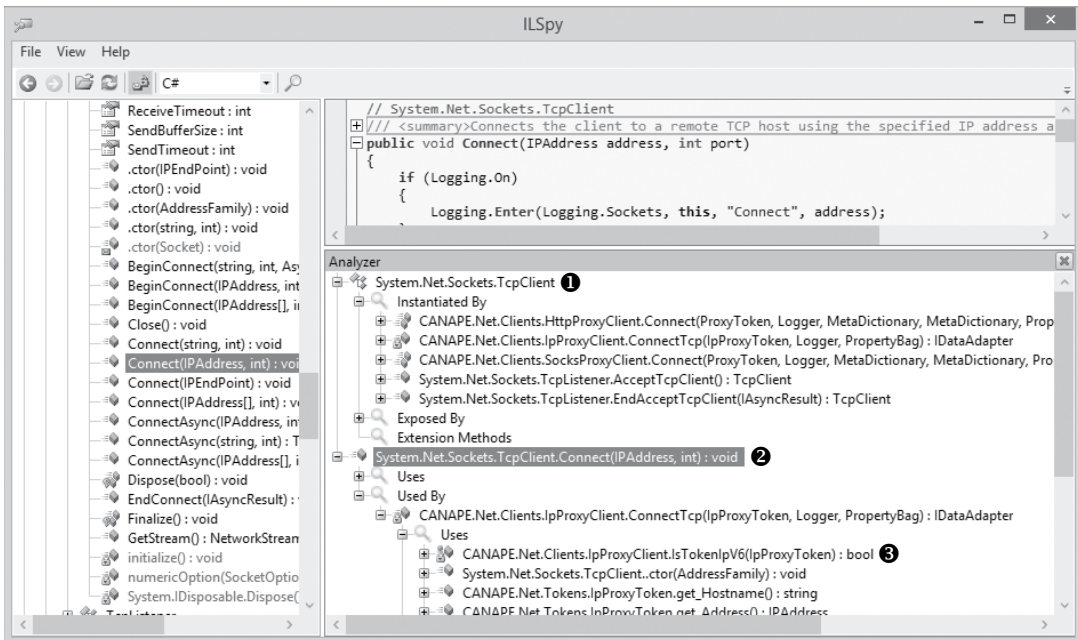 ILSpy
File View Help
C#
ReceiveTimeout : int
SendBufferSize : int
SendTimeout : int
.ctor(IPEndPoint) : void
.ctor() : void
.ctor(AddressFamily) : void
.ctor(string, int) : void
.ctor(Socket) : void
BeginConnect(string, int, Asy
BeginConnect(IPAddress, int
BeginConnect(IPAddress[], i
Close() : void
Connect(string, int) : void
Connect(IPAddress, int) : voi
Connect(IPEndPoint) : void
Connect(IPAddress[], int) : v
ConnectAsync(IPAddress, in
ConnectAsync(string, int) : T
ConnectAsync(IPAddress[], i
Dispose(bool) : void
EndConnect(IAsyncResult) :
Finalize() : void
GetStream() : NetworkStream
initialize() : void
numericOption(SocketOptio
System.IDisposable.Dispose(
TcpListener
// System.Net.Sockets.TcpClient
/// <summary>Connects the client to a remote TCP host using the specified IP address a
public void Connect(IPAddress address, int port)
{
if (Logging.On)
{
Logging.Enter(Logging.Sockets, this, "Connect", address);
Analyzer
System.Net.Sockets.TcpClient ❶
Instantiated By
CANAPE.Net.Clients.HttpProxyClient.Connect(ProxyToken, Logger, MetaDictionary, MetaDictionary, Prop
CANAPE.Net.Clients.IpProxyClient.ConnectTcp(IpProxyToken, Logger, PropertyBag) : IDataAdapter
CANAPE.Net.Clients.SocksProxyClient.Connect(ProxyToken, Logger, MetaDictionary, MetaDictionary, Pro
System.Net.Sockets.TcpListener.AcceptTcpClient() : TcpClient
System.Net.Sockets.TcpListener.EndAcceptTcpClient(IAsyncResult) : TcpClient
Exposed By
Extension Methods
System.Net.Sockets.TcpClient.Connect(IPAddress, int) : void ❷
Uses
Used By
CANAPE.Net.Clients.IpProxyClient.ConnectTcp(IpProxyToken, Logger, PropertyBag) : IDataAdapter
Uses
CANAPE.Net.Clients.IpProxyClient.IsTokenIpV6(IpProxyToken) : bool ❸
System.Net.Sockets.TcpClient..ctor(AddressFamily) : void
CANAPE.Net.Tokens.IpProxyToken.get_Hostname() : string
CANAPE.Net.Tokens.IpProxyToken.get_Address() : IPAddress